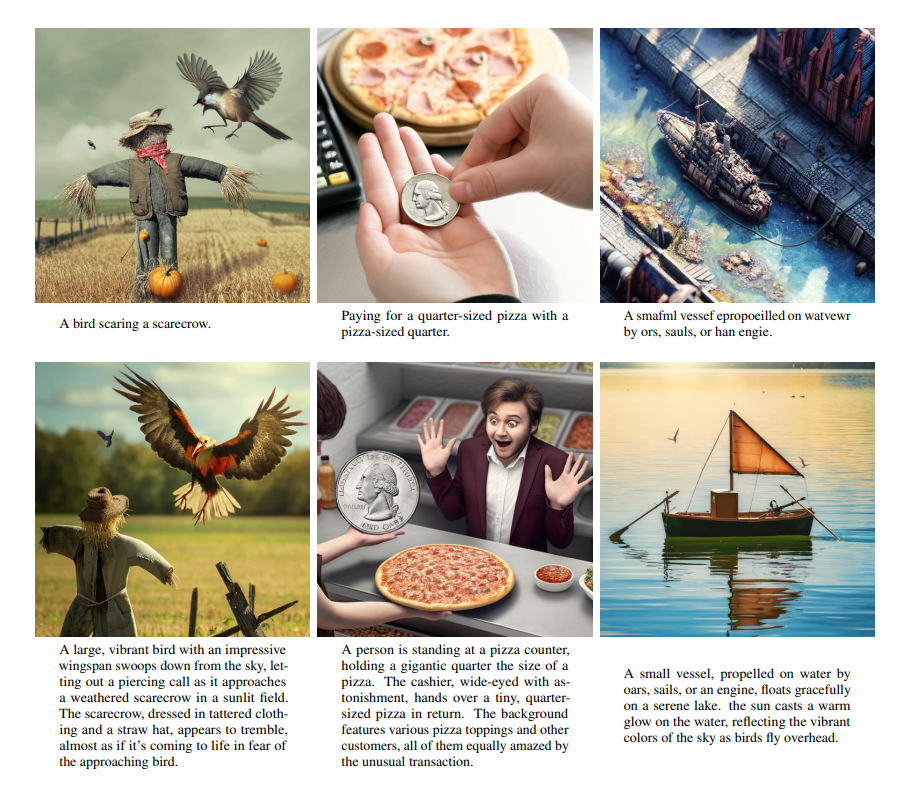 A bird scaring a scarecrow.
Paying for a quarter-sized pizza with a
pizza-sized quarter.
A smafml vessef epropoeilled on watvewr
by ors, sauls, or han engie.
A large, vibrant bird with an impressive
wingspan swoops down from the sky, let-
ting out a piercing call as it approaches
a weathered scarecrow in a sunlit field.
The scarecrow, dressed in tattered cloth-
ing and a straw hat, appears to tremble,
almost as if it's coming to life in fear of
the approaching bird.
A person is standing at a pizza counter,
holding a gigantic quarter the size of a
pizza. The cashier, wide-eyed with as-
tonishment, hands over a tiny, quarter-
sized pizza in return. The background
features various pizza toppings and other
customers, all of them equally amazed by
the unusual transaction.
A small vessel, propelled on water by
oars, sails, or an engine, floats gracefully
on a serene lake. the sun casts a warm
glow on the water, reflecting the vibrant
colors of the sky as birds fly overhead.